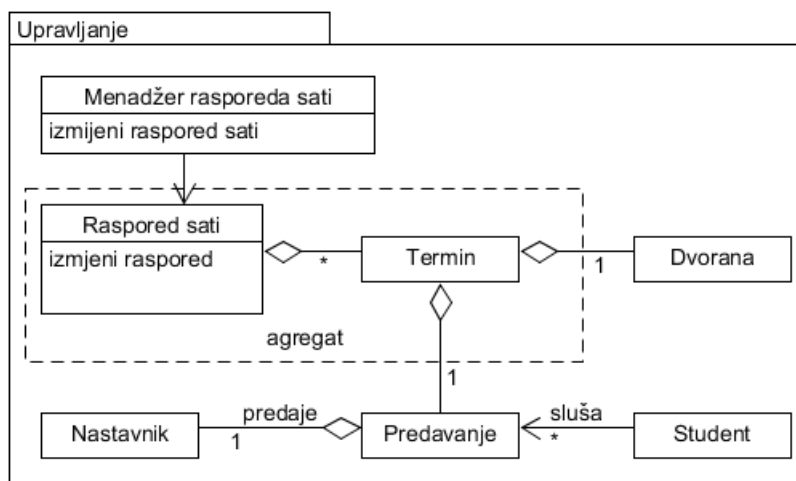 Upravljanje
Menadžer rasporeda sati
izmijeni raspored sati
Raspored sati
izmjeni raspored
*
Termin
1
Dvorana
agregat
1
Nastavnik
predaje
1
Predavanje
sluša
*
Student